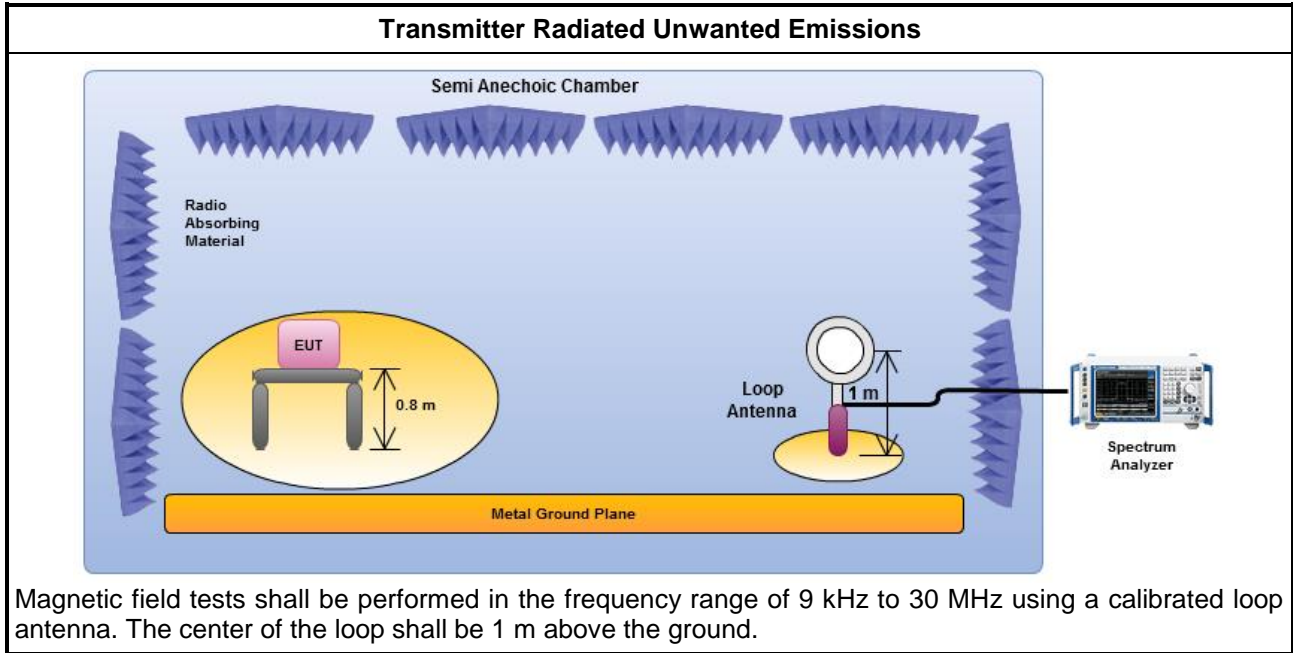 Transmitter Radiated Unwanted Emissions
Semi Anechoic Chamber
Radio
Absorbing
Material
EUT
0.8 m
Loop
Antenna
1 m
Spectrum
Analyzer
Metal Ground Plane
Magnetic field tests shall be performed in the frequency range of 9 kHz to 30 MHz using a calibrated loop
antenna. The center of the loop shall be 1 m above the ground.